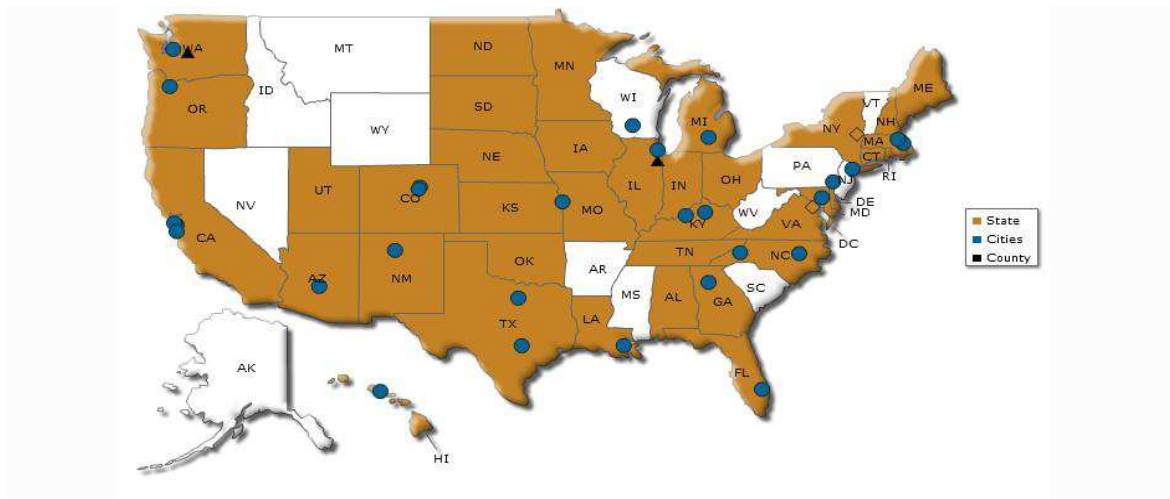 WA
MT
ND
MN
OR
ID
SD
WI
MI
NY
VT
NH
ME
MA
CT
RI
WY
IA
NE
PA
NJ
NV
UT
CO
KS
MO
IL
IN
OH
WV
VA
KY
DE
MD
DC
CA
AZ
NM
OK
AR
TN
NC
SC
MS
AL
GA
TX
LA
FL
AK
HI
State
Cities
County